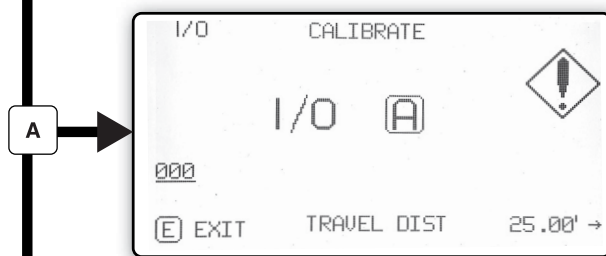 I/O CALIBRATE
A
I/O A
000
E EXIT TRAVEL DIST 25.00' →